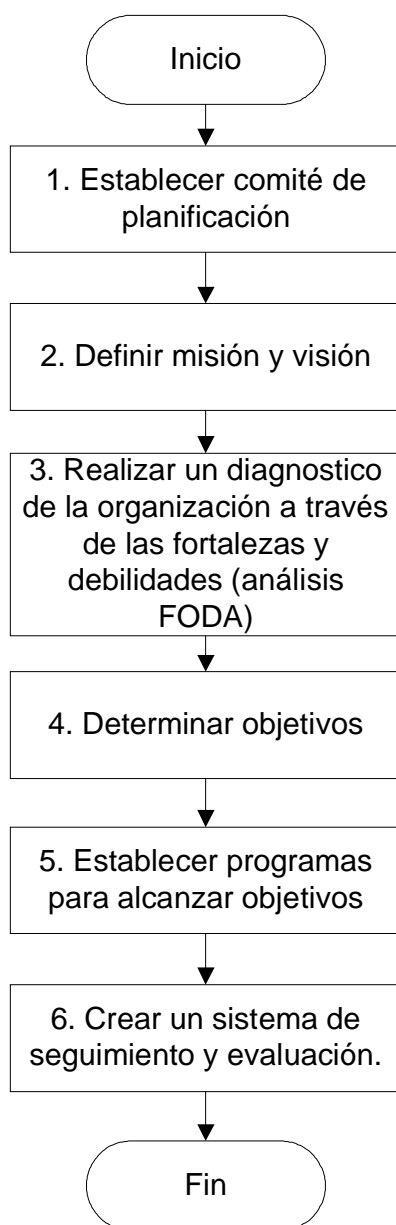 Inicio
1. Establecer comité de
planificación
2. Definir misión y visión
3. Realizar un diagnostico
de la organización a través
de las fortalezas y
debilidades (análisis
FODA)
4. Determinar objetivos
5. Establecer programas
para alcanzar objetivos
6. Crear un sistema de
seguimiento y evaluación.
Fin